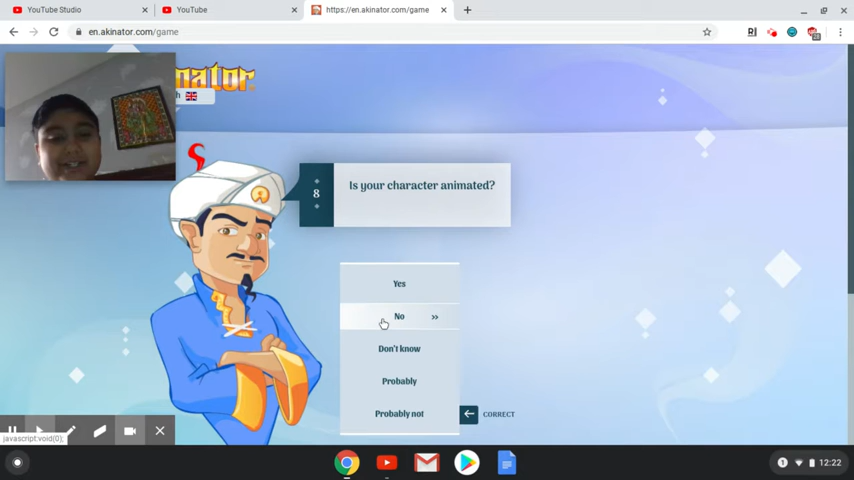 YouTube Studio
YouTube
https://en.akinator.com/game
en.akinator.com/game
nator
h
8
Is your character animated?
Yes
No
Don't know
Probably
Probably not
CORRECT
javascript:void(0);
1
12:22